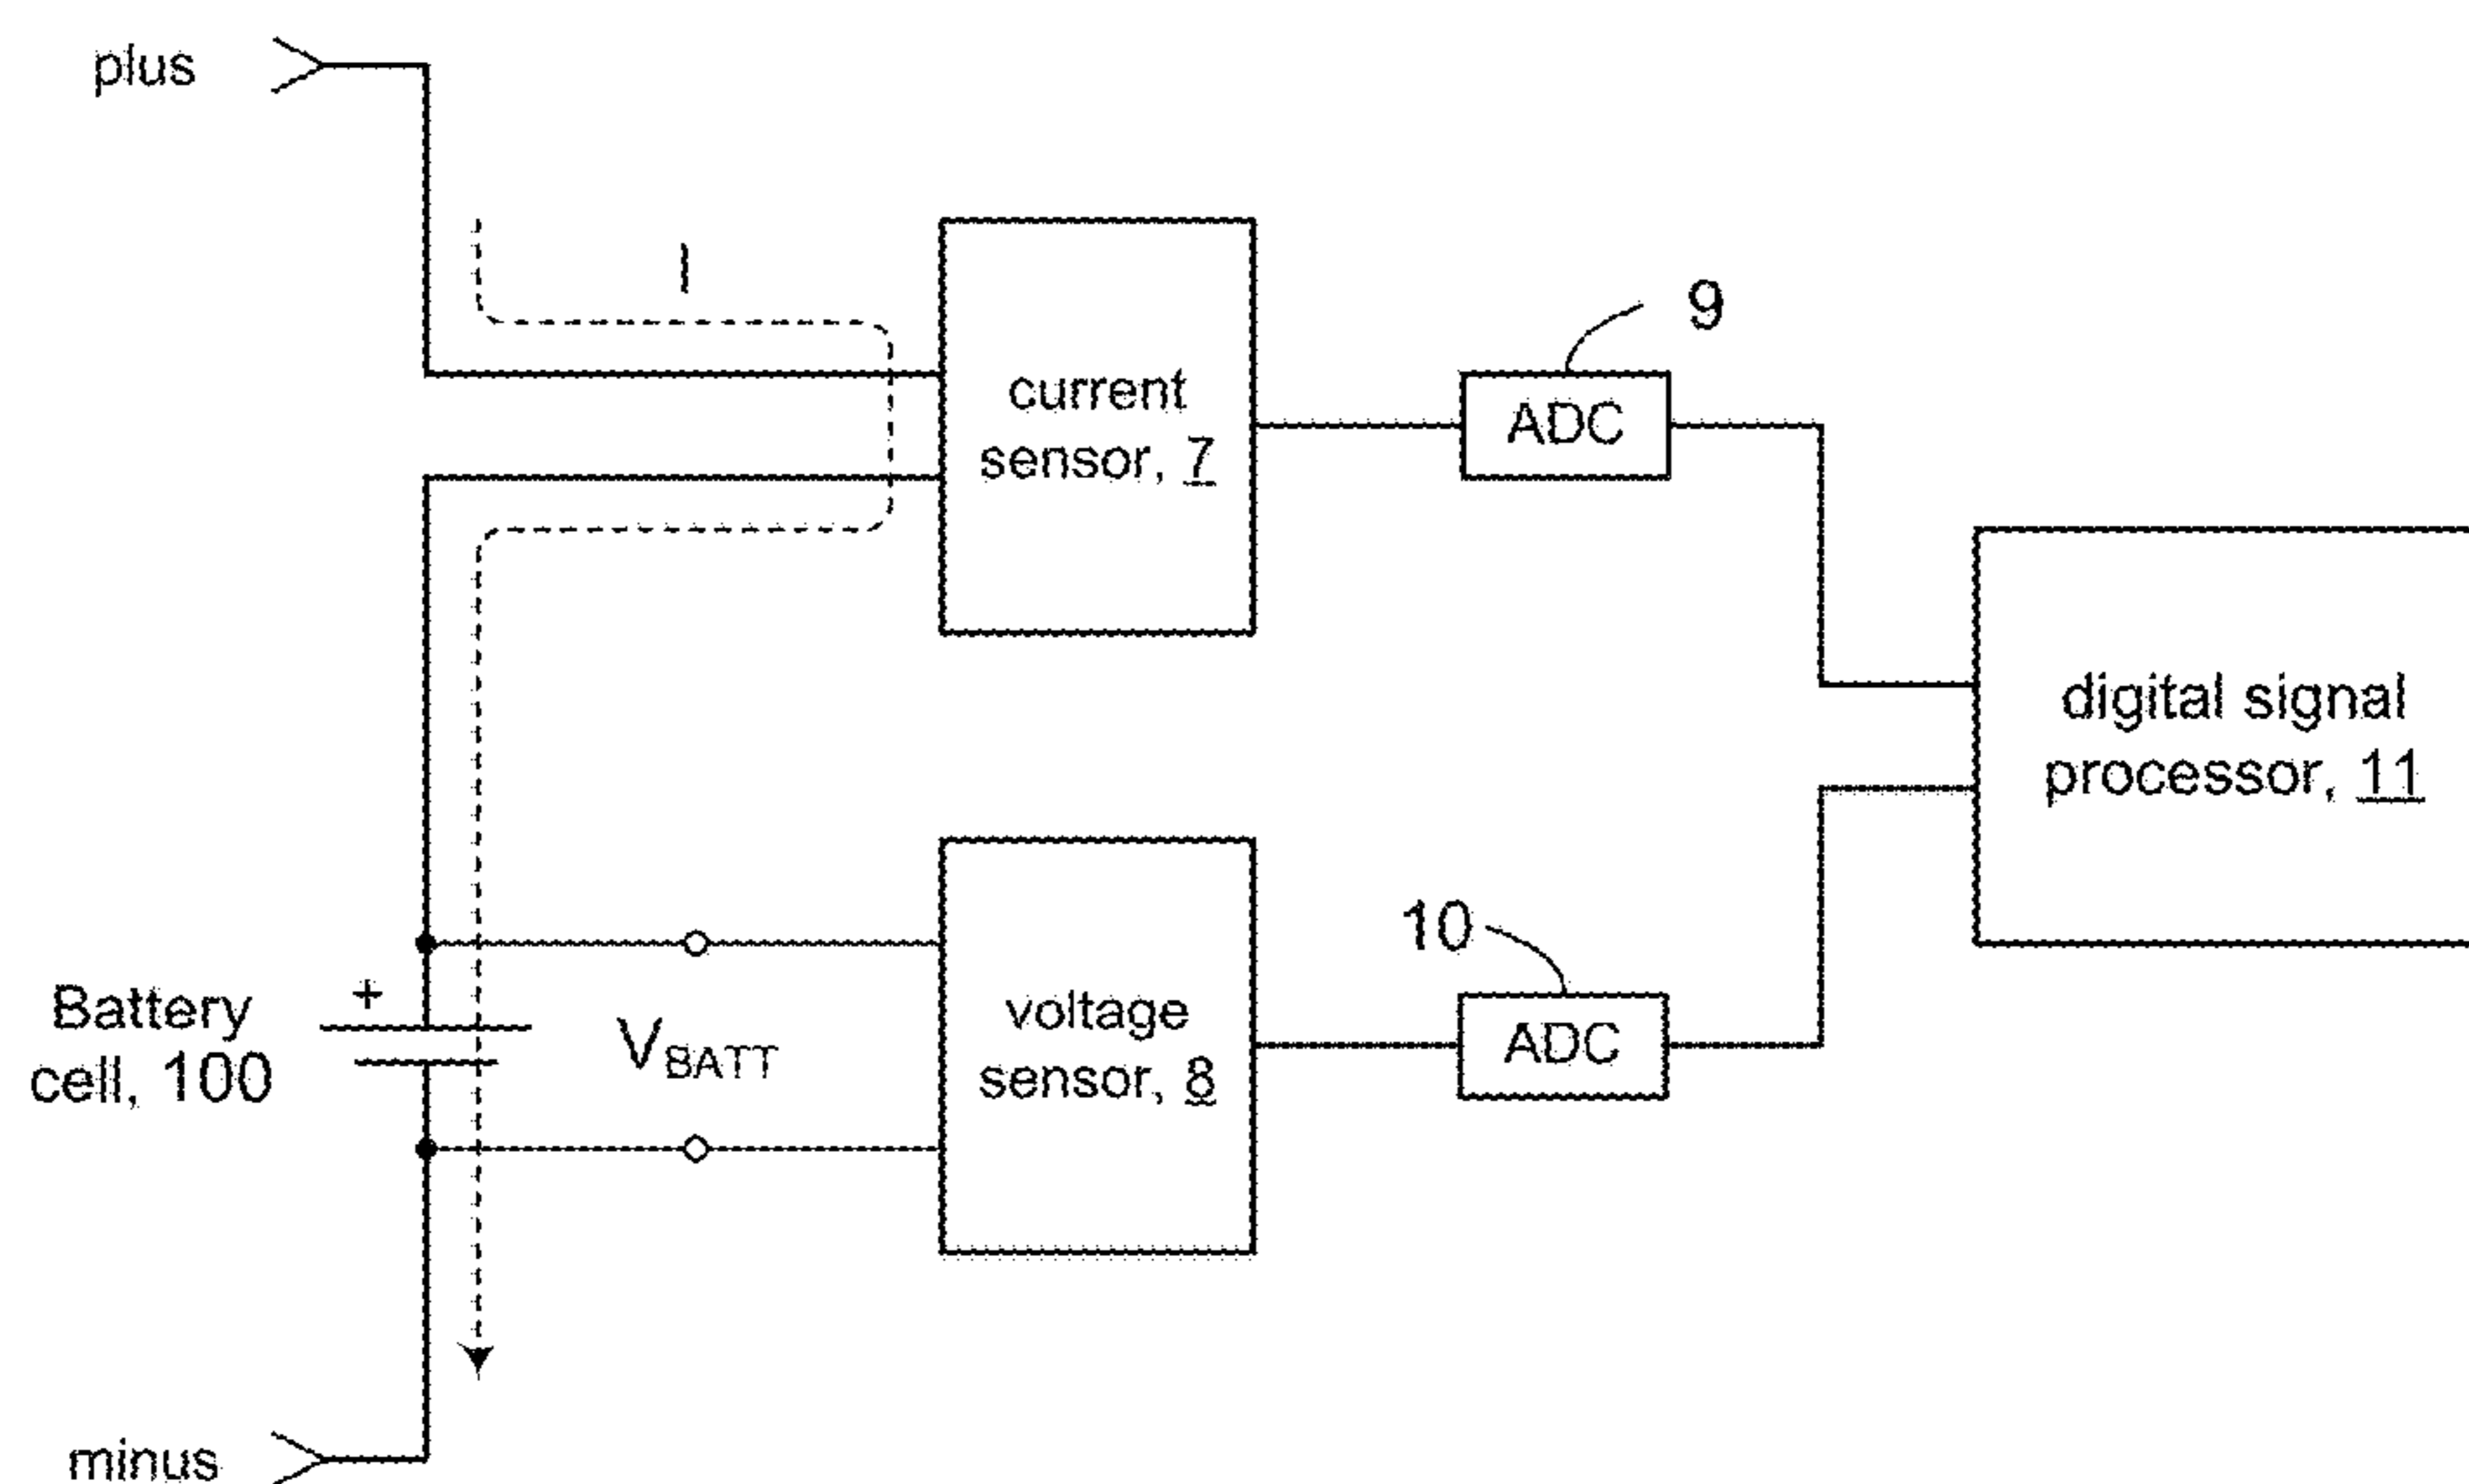 plus
I
9
current
sensor, 7
ADC
digital signal
processor, 11
10
Battery
cell, 100
+
VBATT
voltage
sensor, 8
ADC
minus